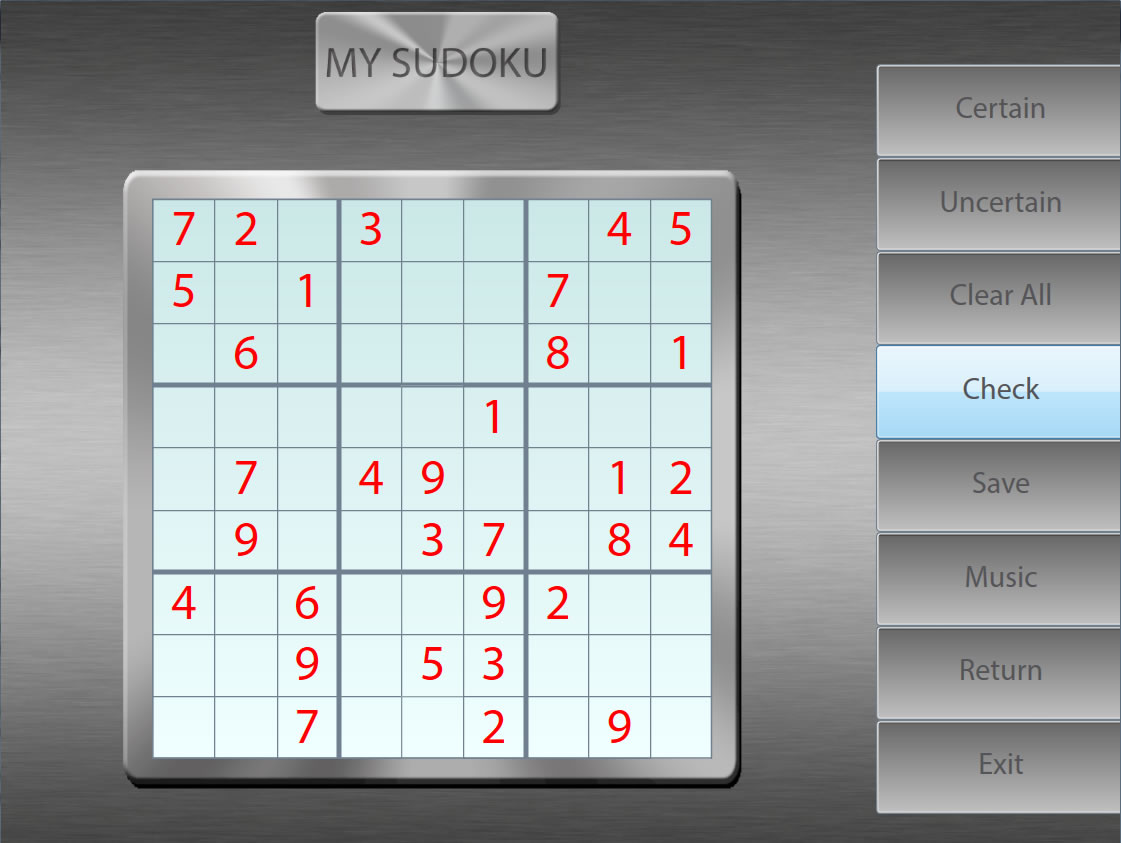 MY SUDOKU
7 2 3 4 5
5 1 7
6 8 1
1
7 4 9 1 2
9 3 7 8 4
4 6 9 2
9 5 3
7 2 9
Certain
Uncertain
Clear All
Check
Save
Music
Return
Exit